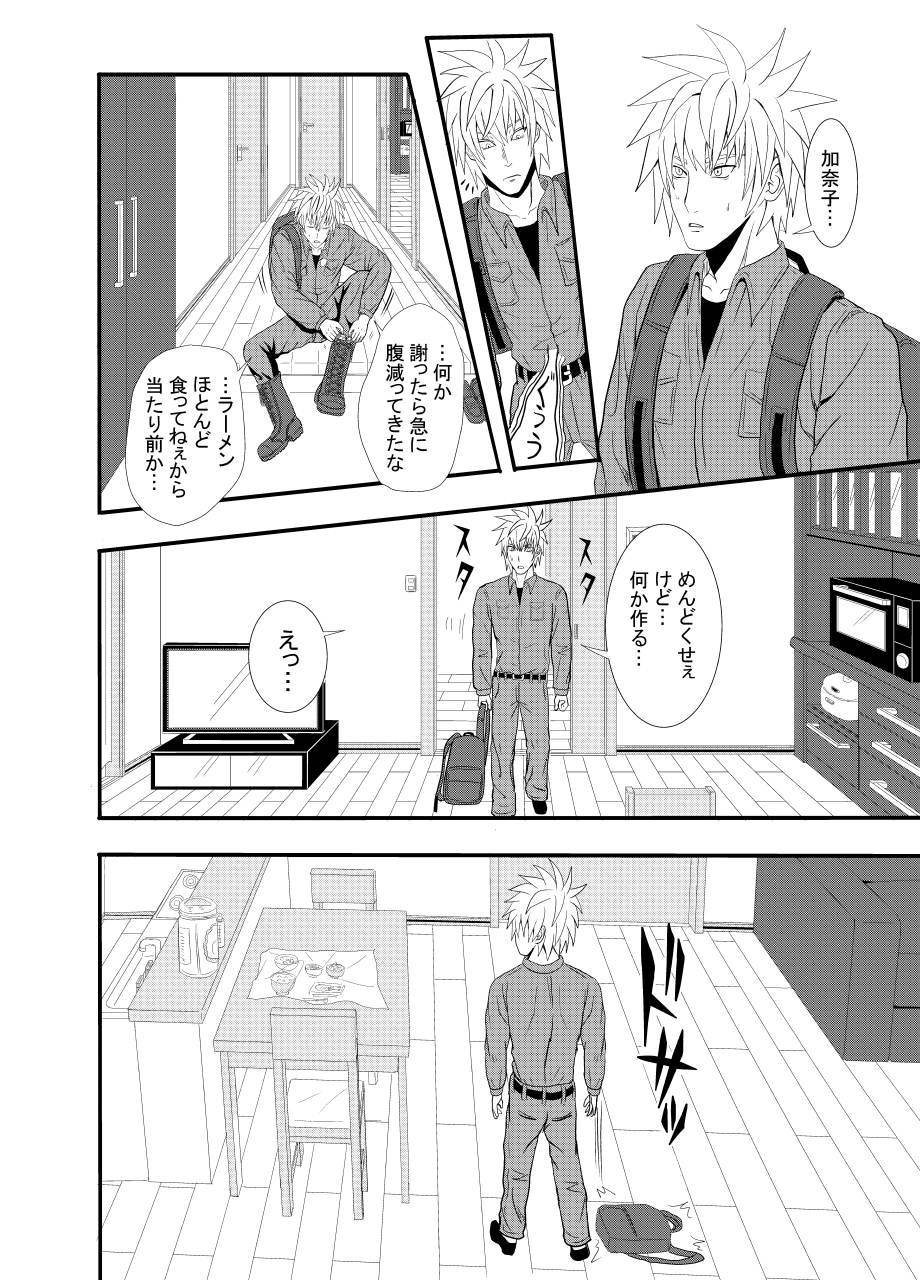 加奈子…
ぐぅぅ
…何か
謝ったら急に
腹減ってきたな
…ラーメン
ほとんど
食ってねぇから
当たり前か…
めんどくせぇ
けど…
何か作る…
スタ
スタ
えっ…
ドサッ